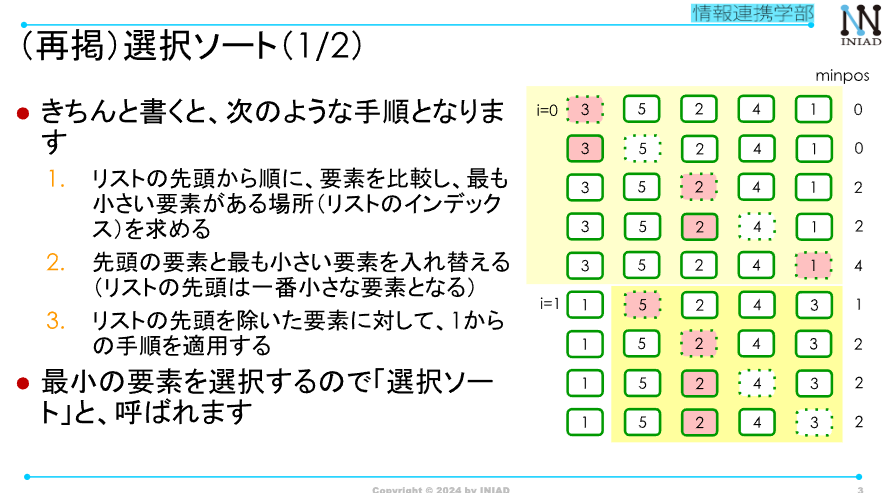 情報連携学部
INIAD
(再掲)選択ソート(1/2)
minpos
● きちんと書くと、次のような手順となりま
す
1. リストの先頭から順に、要素を比較し、最も
小さい要素がある場所(リストのインデック
ス)を求める
2. 先頭の要素と最も小さい要素を入れ替える
(リストの先頭は一番小さな要素となる)
3. リストの先頭を除いた要素に対して、1から
の手順を適用する
● 最小の要素を選択するので「選択ソー
ト」と、呼ばれます
i=0 3 5 2 4 1 0
3 5 2 4 1 0
3 5 2 4 1 2
3 5 2 4 1 2
3 5 2 4 1 4
i=1 1 5 2 4 3 1
1 5 2 4 3 2
1 5 2 4 3 2
1 5 2 4 3 2
Copyright © 2024 by INIAD
3